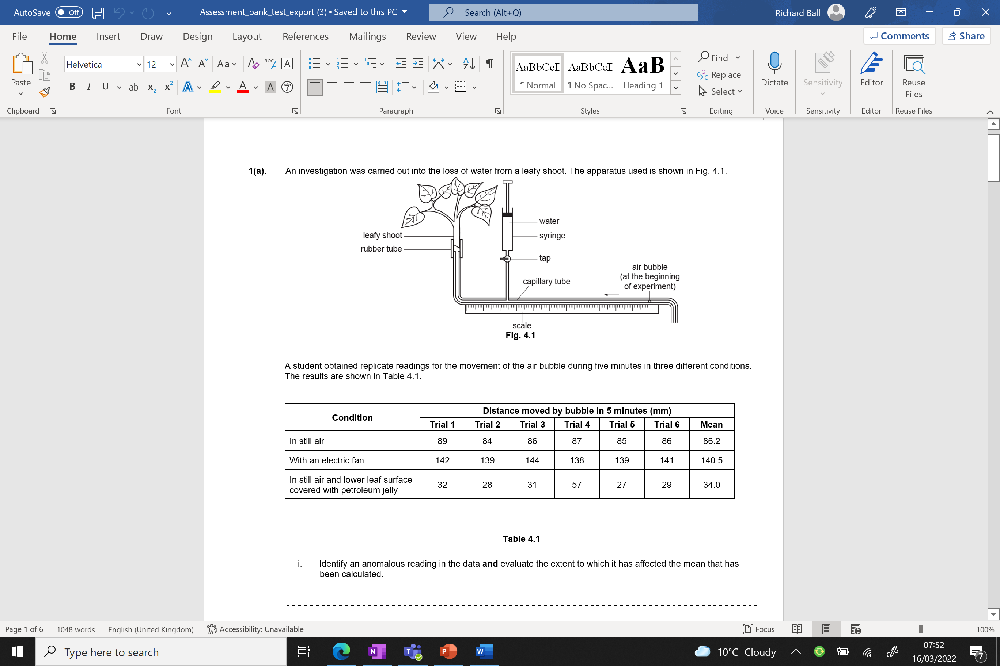 AutoSave Off Assessment_bank_test_export (3) • Saved to this PC Search (Alt+Q) Richard Ball
File Home Insert Draw Design Layout References Mailings Review View Help Comments Share
Paste
Clipboard
Helvetica 12
Font
Paragraph
AaBbCcI AaBbCcI AaB
¶ Normal ¶ No Spac... Heading 1
Styles
Find
Replace
Select
Editing
Dictate
Voice
Sensitivity
Sensitivity
Editor
Editor
Reuse
Files
Reuse Files
1(a). An investigation was carried out into the loss of water from a leafy shoot. The apparatus used is shown in Fig. 4.1.
water
leafy shoot
syringe
rubber tube
tap
air bubble
(at the beginning
of experiment)
capillary tube
scale
Fig. 4.1
A student obtained replicate readings for the movement of the air bubble during five minutes in three different conditions.
The results are shown in Table 4.1.
Condition
Distance moved by bubble in 5 minutes (mm)
Trial 1 Trial 2 Trial 3 Trial 4 Trial 5 Trial 6 Mean
In still air 89 84 86 87 85 86 86.2
With an electric fan 142 139 144 138 139 141 140.5
In still air and lower leaf surface
covered with petroleum jelly 32 28 31 57 27 29 34.0
Table 4.1
i. Identify an anomalous reading in the data and evaluate the extent to which it has affected the mean that has
been calculated.
Page 1 of 6 1048 words English (United Kingdom) Accessibility: Unavailable Focus 100%
Type here to search
10°C Cloudy
07:52
16/03/2022
7